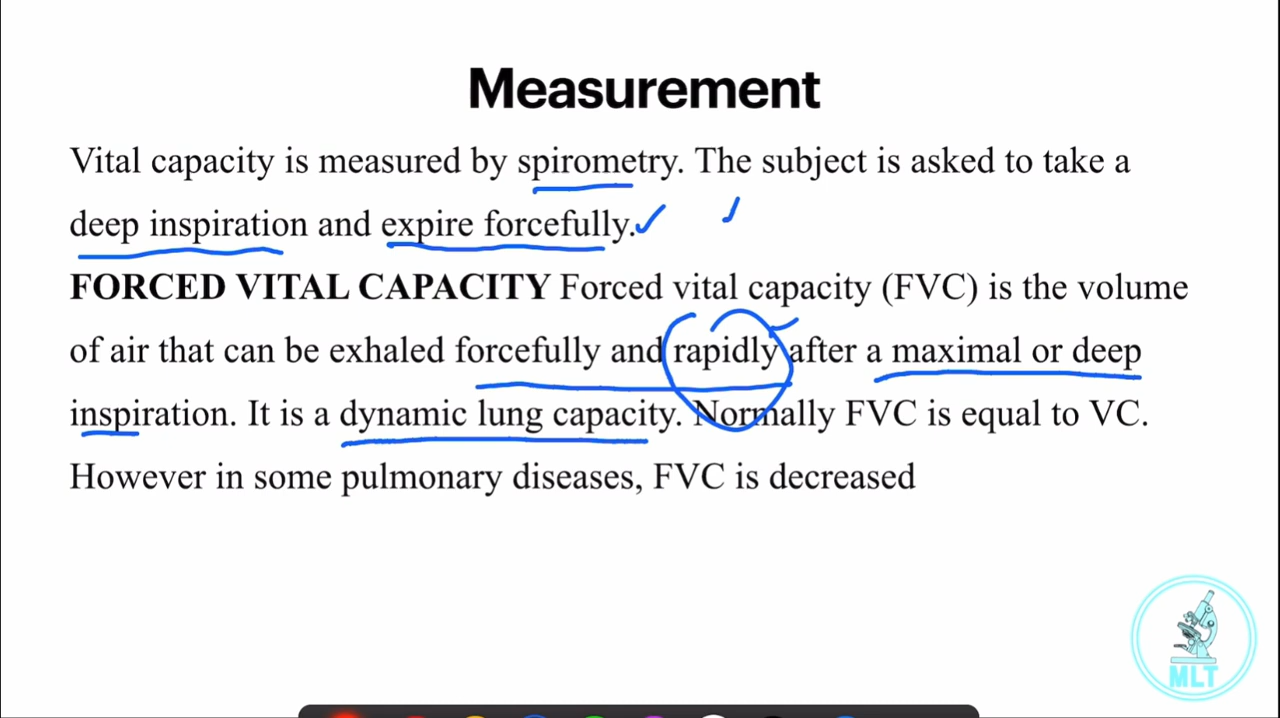 Measurement
Vital capacity is measured by spirometry. The subject is asked to take a
deep inspiration and expire forcefully.
FORCED VITAL CAPACITY Forced vital capacity (FVC) is the volume
of air that can be exhaled forcefully and rapidly after a maximal or deep
inspiration. It is a dynamic lung capacity. Normally FVC is equal to VC.
However in some pulmonary diseases, FVC is decreased
MLT